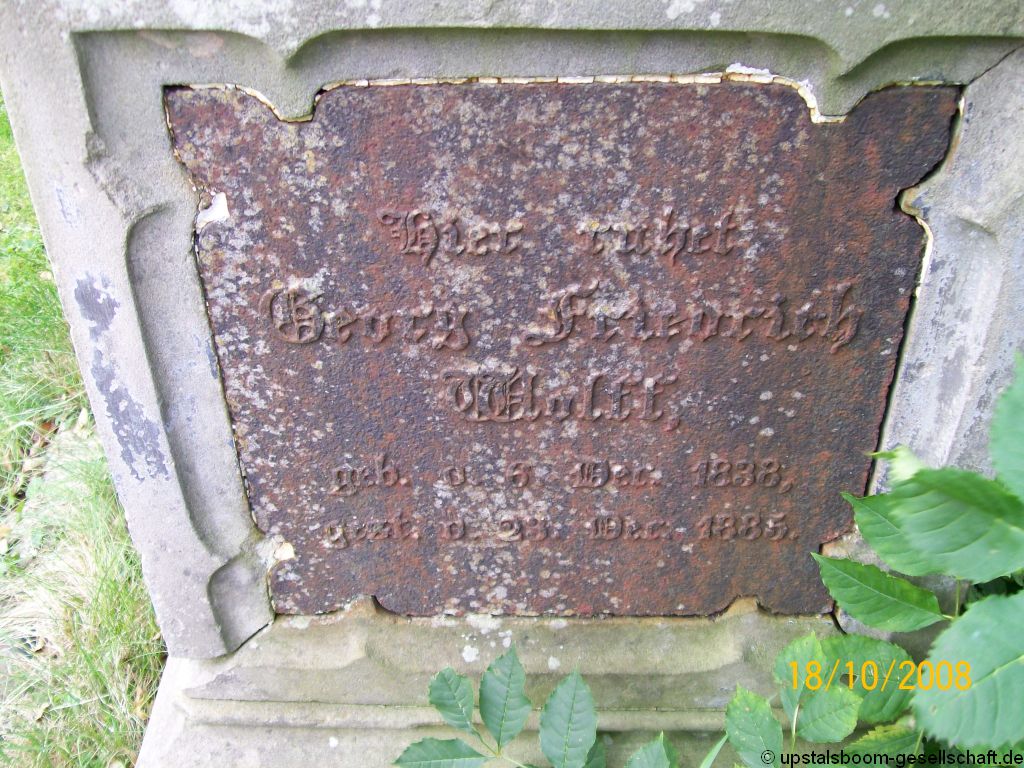 Hier ruhet
Georg Friedrich
Wolff,
geb. d. 6. Dec. 1838,
gest. d. 23. Dec. 1885.
18/10/2008
© upstalsboom-gesellschaft.de